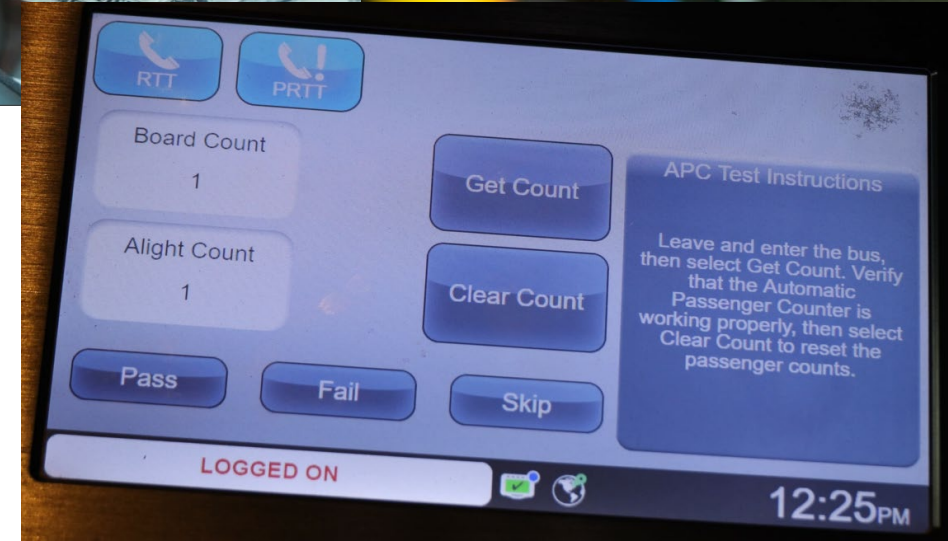 RTT
PRTT
Board Count
1
Get Count
APC Test Instructions
Leave and enter the bus,
then select Get Count. Verify
that the Automatic
Passenger Counter is
working properly, then select
Clear Count to reset the
passenger counts.
Alight Count
1
Clear Count
Pass
Fail
Skip
LOGGED ON
12:25PM